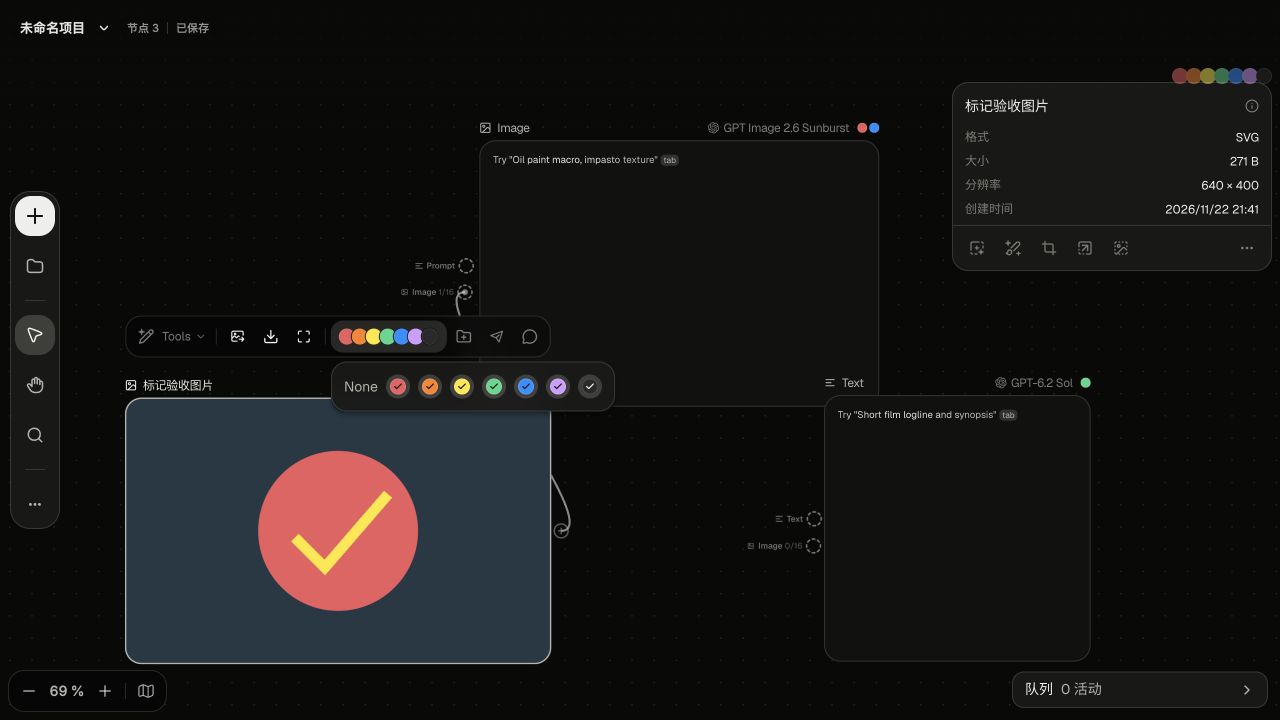 未命名项目
节点 3
已保存
标记验收图片
格式
SVG
大小
271 B
分辨率
640 × 400
创建时间
2026/11/22 21:41
Image
GPT Image 2.6 Sunburst
Try "Oil paint macro, impasto texture" tab
Prompt
Image 1/16
Tools
None
标记验收图片
Text
GPT-6.2 Sol
Try "Short film logline and synopsis" tab
Text
Image 0/16
69 %
队列 0 活动